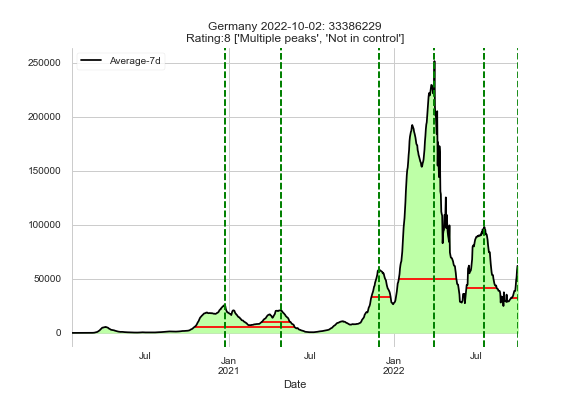 Germany 2022-10-02: 33386229
Rating:8 ['Multiple peaks', 'Not in control']
Average-7d
250000
200000
150000
100000
50000
0
Jul
Jan
2021
Jul
Jan
2022
Jul
Date